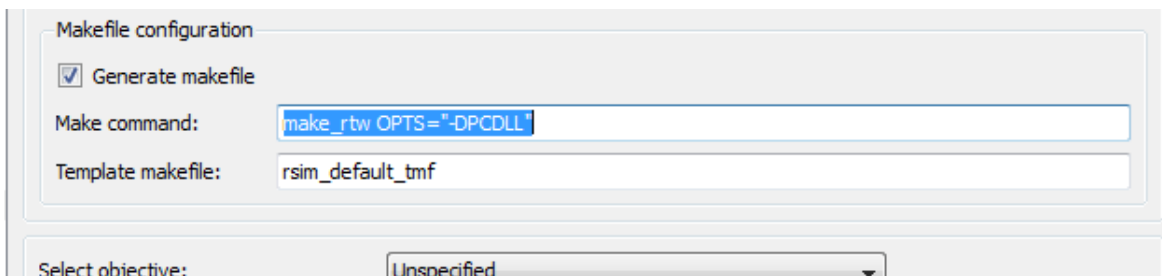 Makefile configuration
Generate makefile
Make command: make_rtw OPTS="-DPCDLL"
Template makefile: rsim_default_tmf
Select objective: Unspecified